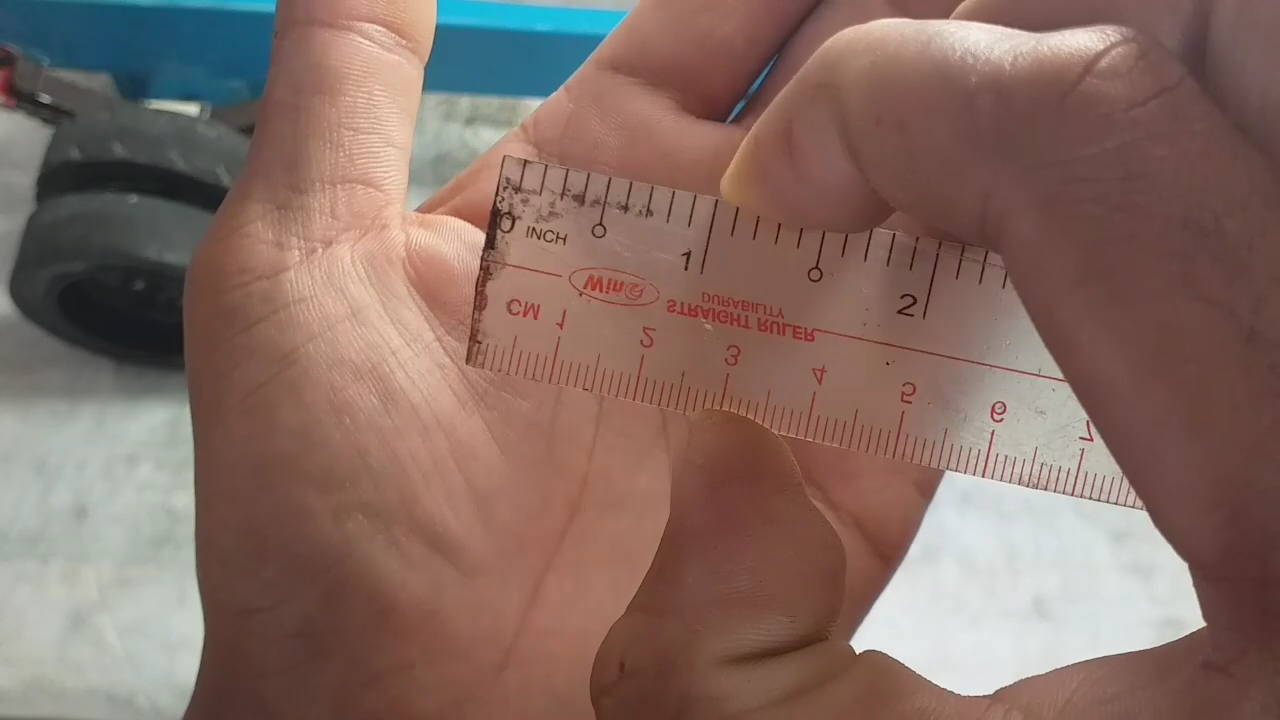 0 INCH 1 2
Win
DURABILITY
STRAIGHT RULER
CM 1 2 3 4 5 6 7